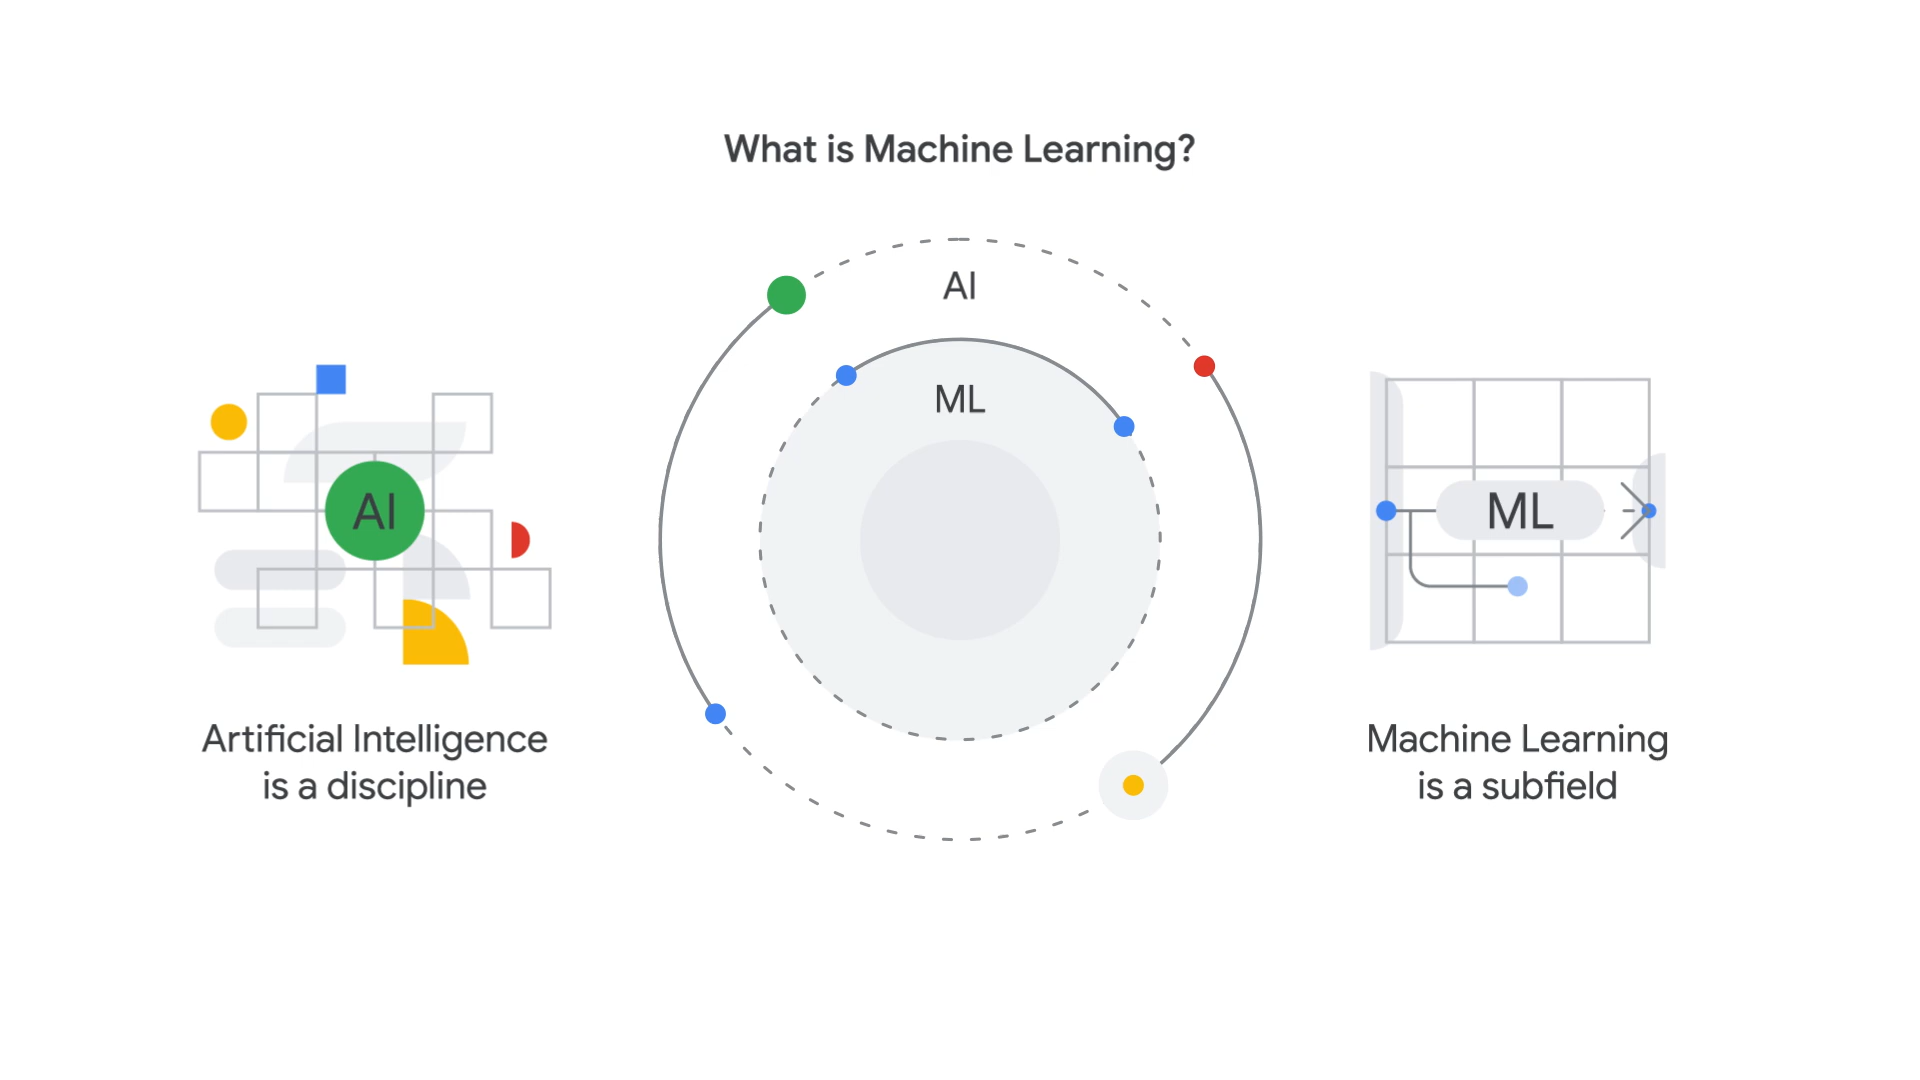 What is Machine Learning?
AI
ML
AI
ML
Artificial Intelligence
is a discipline
Machine Learning
is a subfield